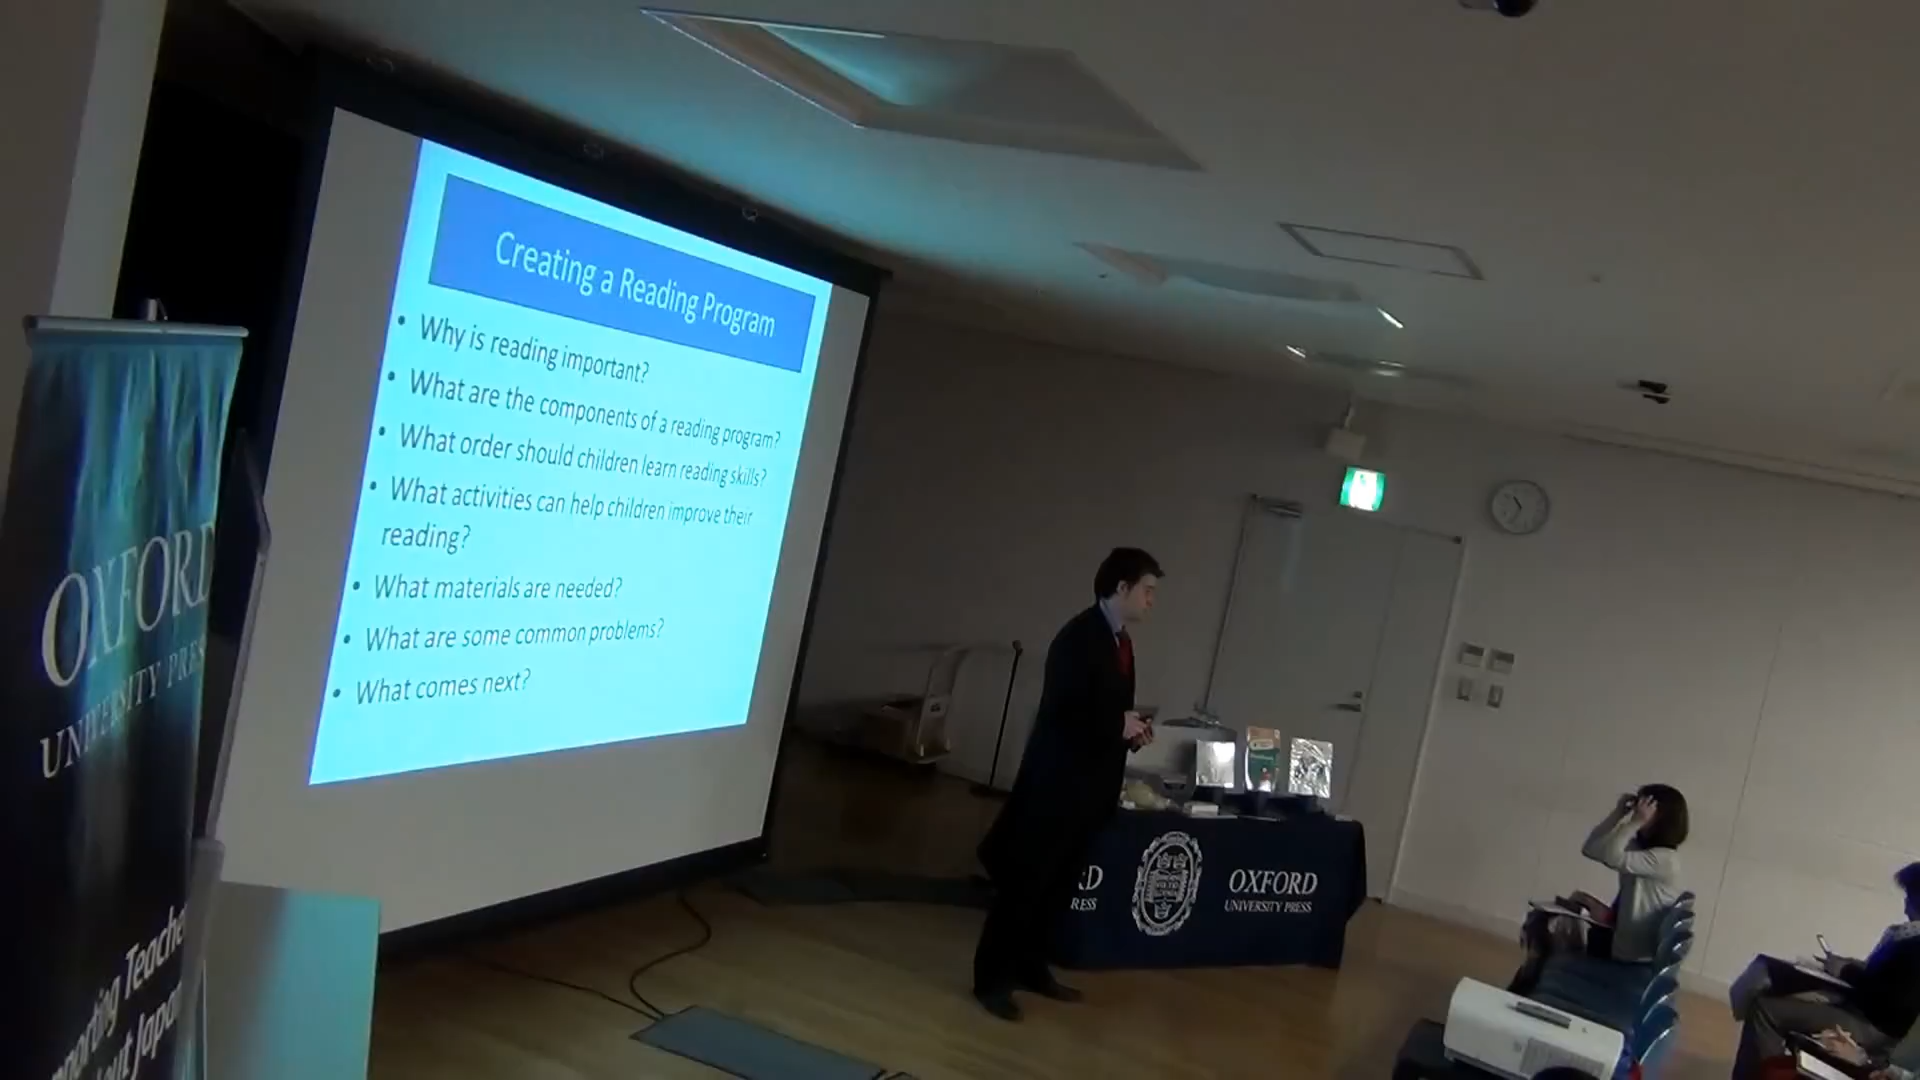 Creating a Reading Program
• Why is reading important?
• What are the components of a reading program?
• What order should children learn reading skills?
• What activities can help children improve their
reading?
• What materials are needed?
• What are some common problems?
• What comes next?
OXFORD
UNIVERSITY PRESS
OXFORD
UNIVERSITY PRESS